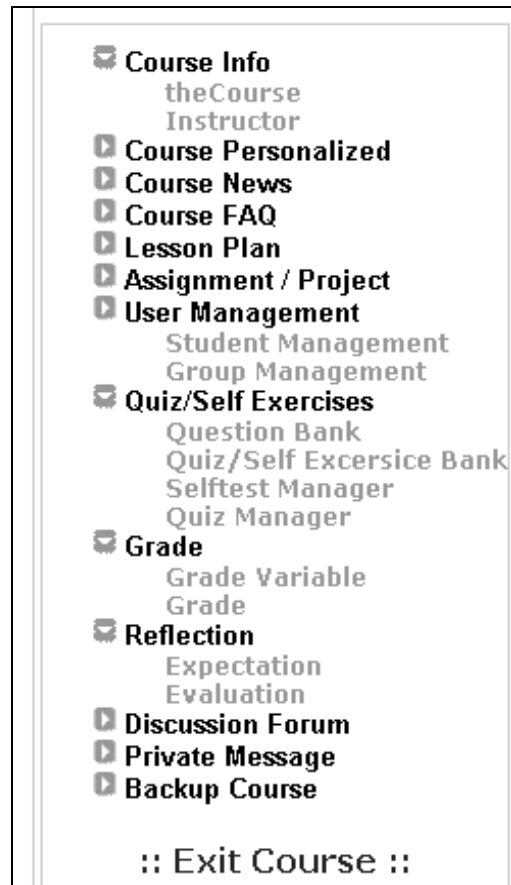 Course Info
theCourse
Instructor
Course Personalized
Course News
Course FAQ
Lesson Plan
Assignment / Project
User Management
Student Management
Group Management
Quiz/Self Exercises
Question Bank
Quiz/Self Excersice Bank
Selftest Manager
Quiz Manager
Grade
Grade Variable
Grade
Reflection
Expectation
Evaluation
Discussion Forum
Private Message
Backup Course
:: Exit Course ::